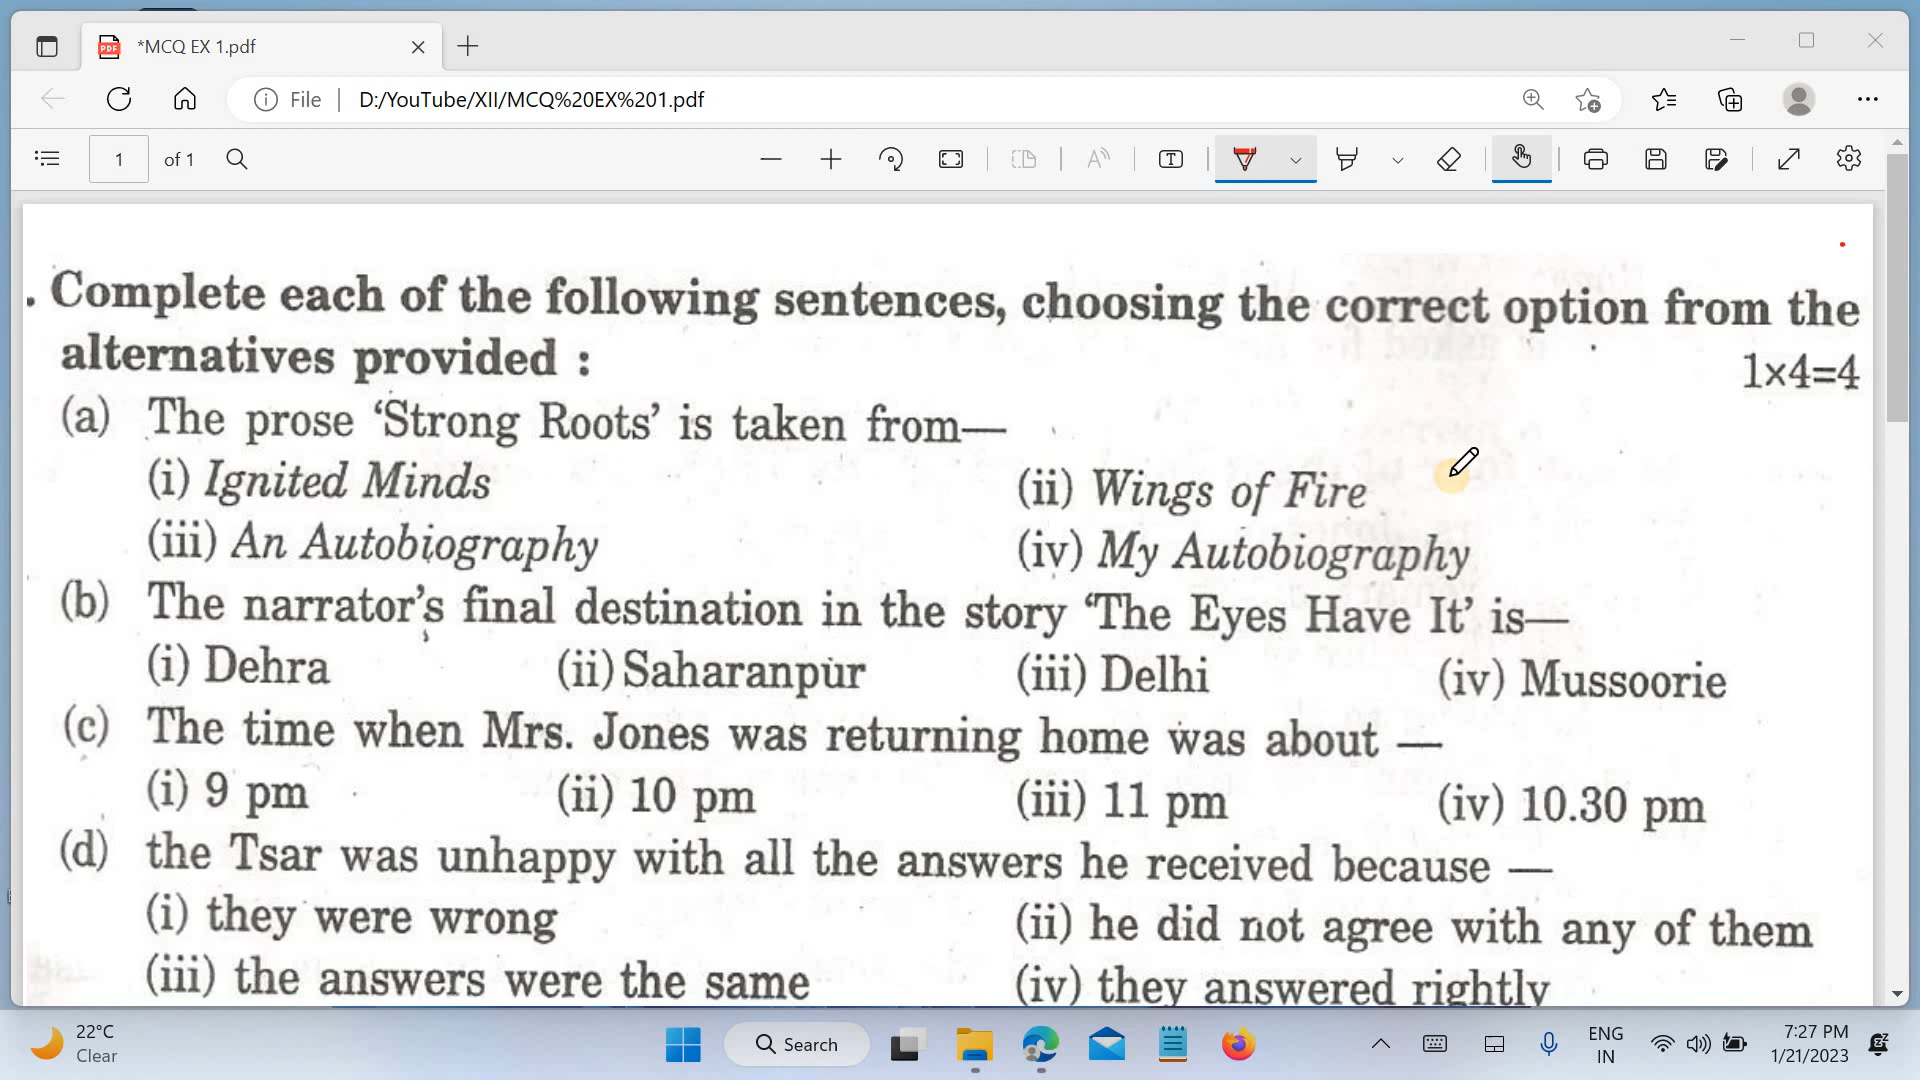 *MCQ EX 1.pdf
File D:/YouTube/XII/MCQ%20EX%201.pdf
1 of 1
. Complete each of the following sentences, choosing the correct option from the
alternatives provided : 1×4=4
(a) The prose ‘Strong Roots’ is taken from—
(i) Ignited Minds (ii) Wings of Fire
(iii) An Autobiography (iv) My Autobiography
(b) The narrator’s final destination in the story ‘The Eyes Have It’ is—
(i) Dehra (ii) Saharanpur (iii) Delhi (iv) Mussoorie
(c) The time when Mrs. Jones was returning home was about —
(i) 9 pm (ii) 10 pm (iii) 11 pm (iv) 10.30 pm
(d) the Tsar was unhappy with all the answers he received because —
(i) they were wrong (ii) he did not agree with any of them
(iii) the answers were the same (iv) they answered rightly
22°C
Clear
Search
ENG
IN
7:27 PM
1/21/2023